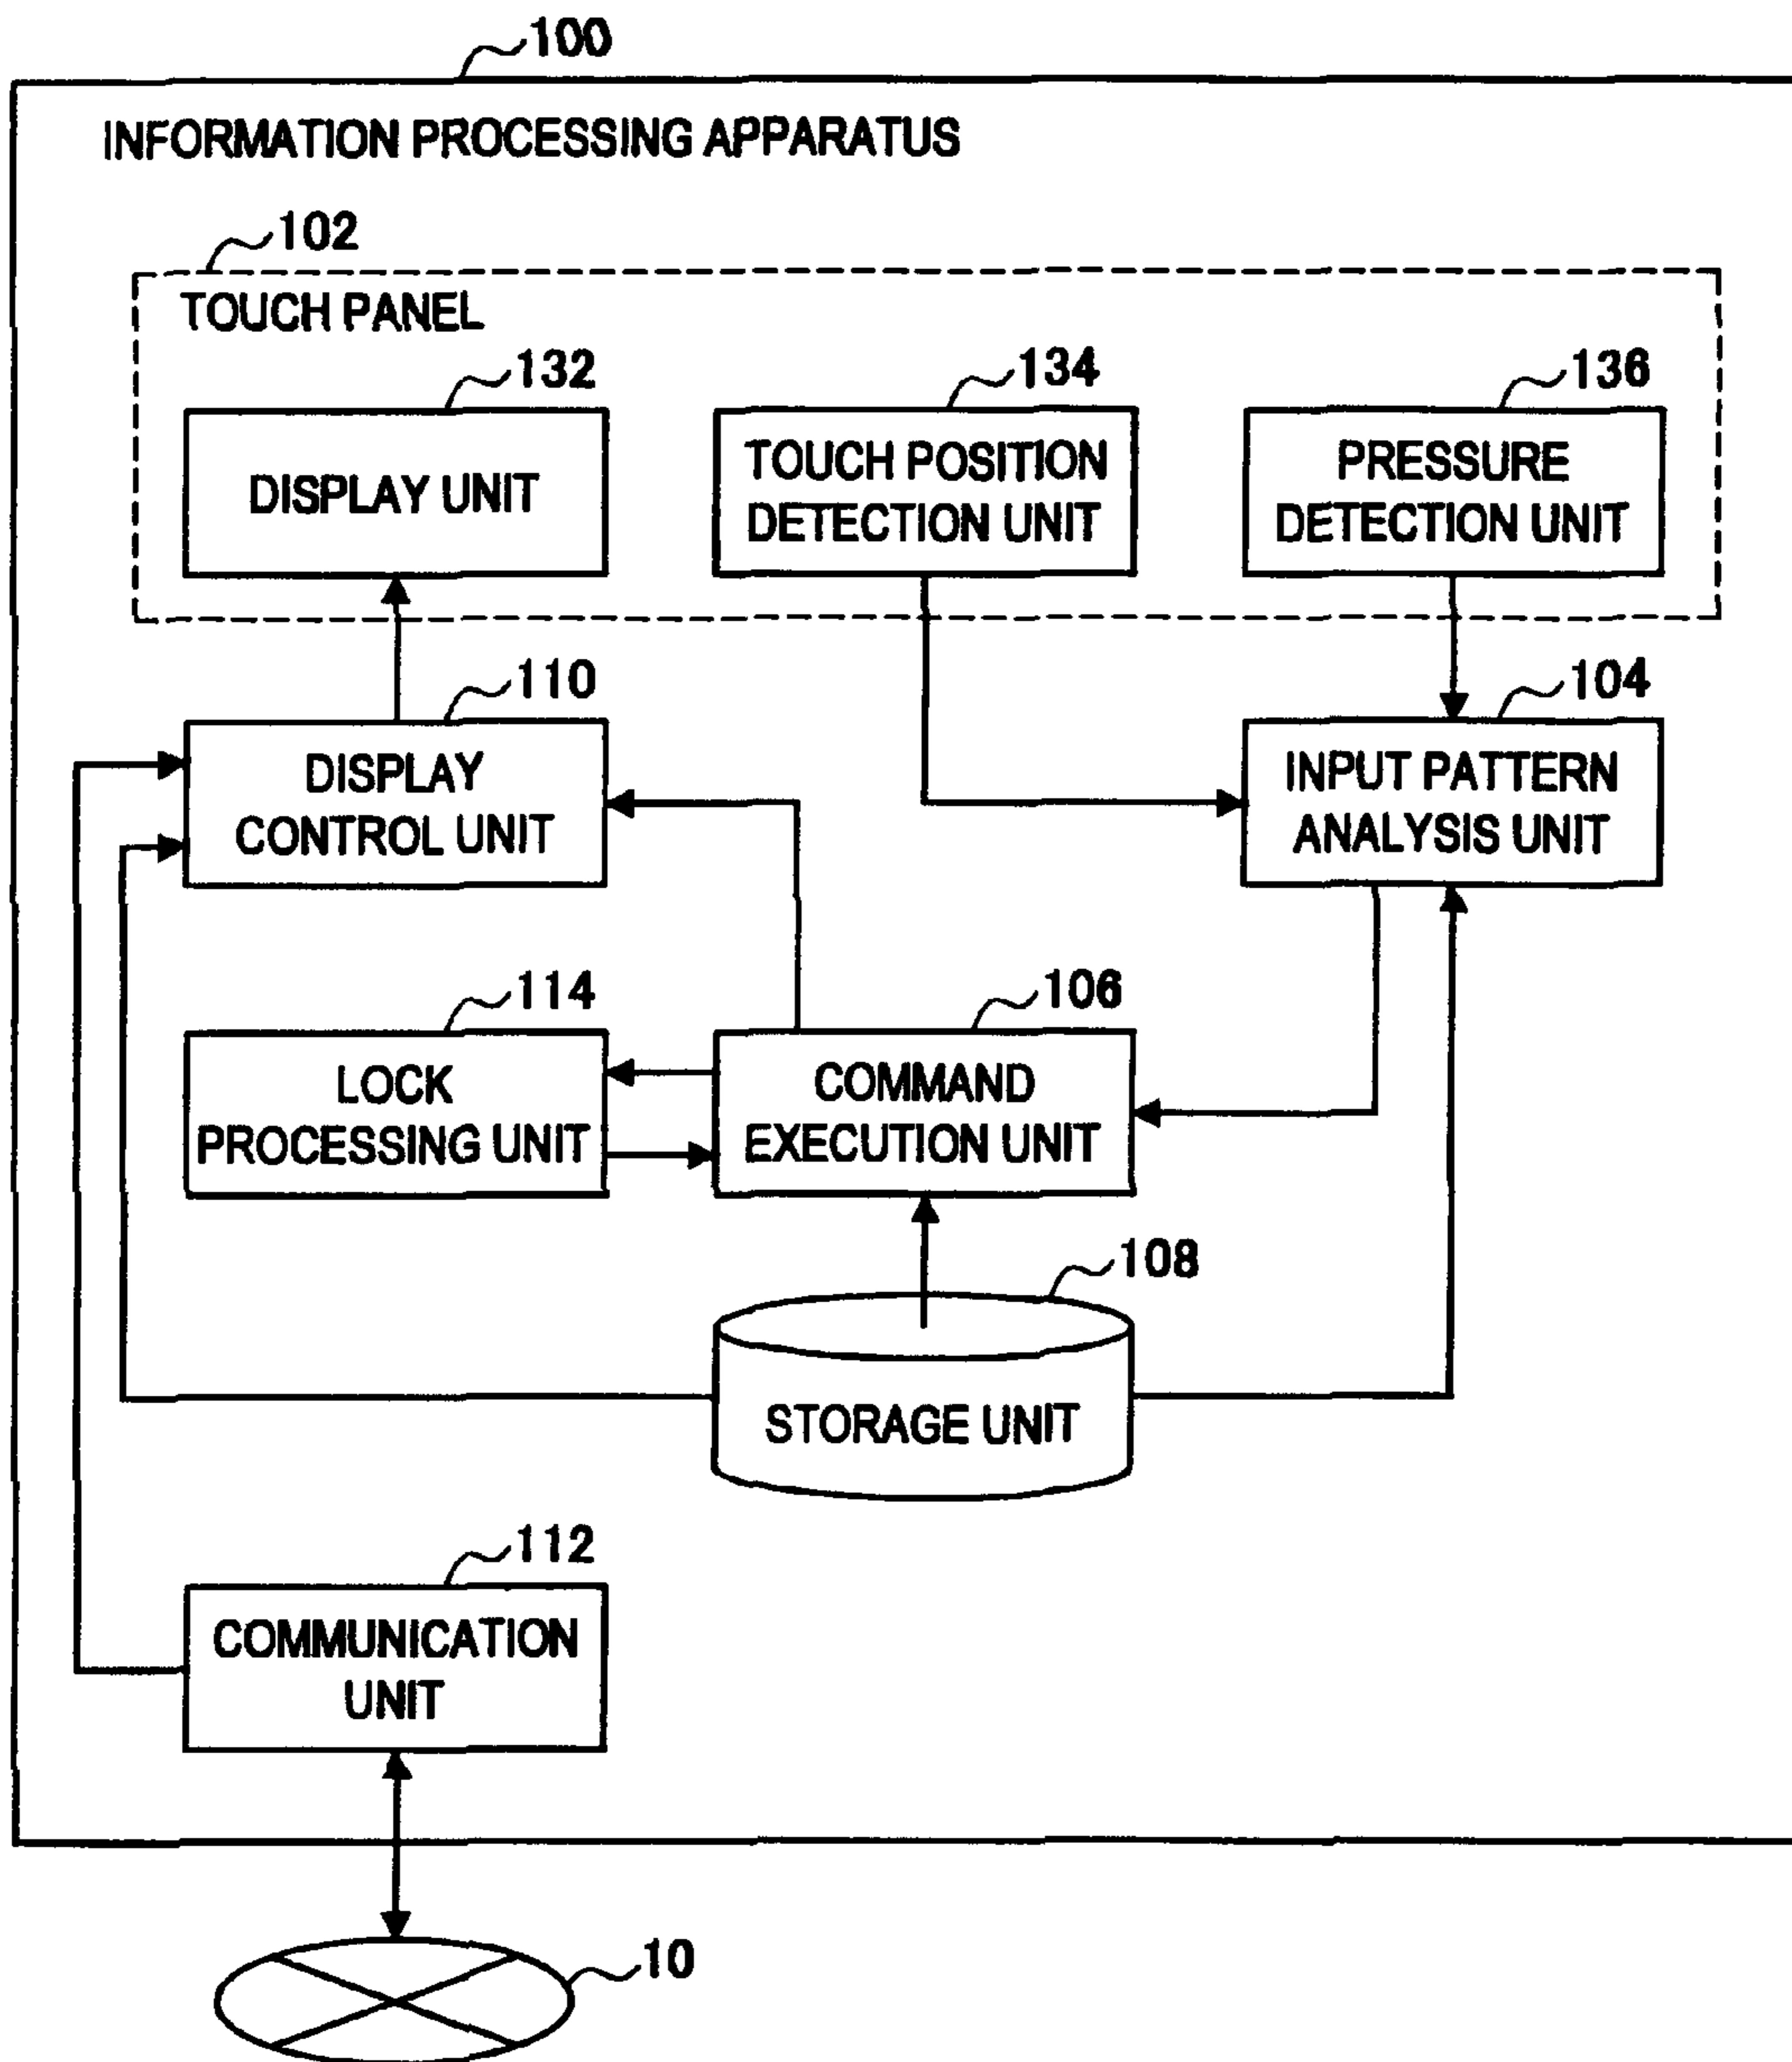 100
INFORMATION PROCESSING APPARATUS
102
TOUCH PANEL
132
DISPLAY UNIT
134
TOUCH POSITION
DETECTION UNIT
136
PRESSURE
DETECTION UNIT
110
DISPLAY
CONTROL UNIT
104
INPUT PATTERN
ANALYSIS UNIT
114
LOCK
PROCESSING UNIT
106
COMMAND
EXECUTION UNIT
108
STORAGE UNIT
112
COMMUNICATION
UNIT
10